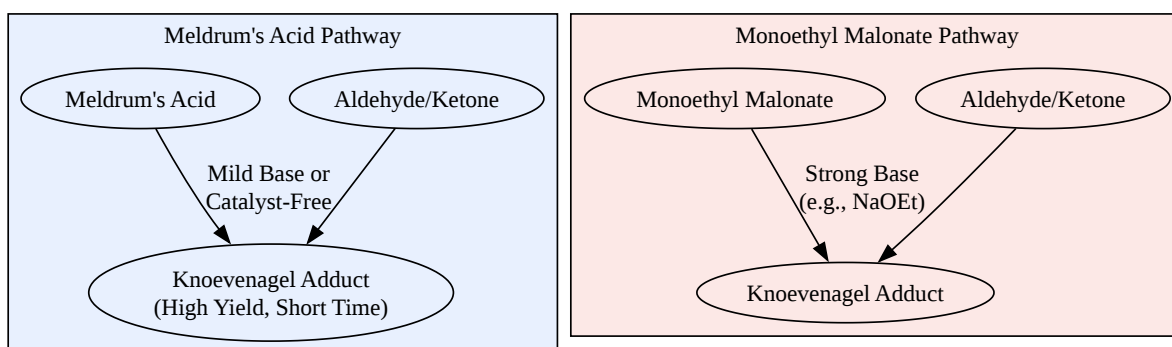 Meldrum's Acid Pathway
Meldrum's Acid
Aldehyde/Ketone
Mild Base or
Catalyst-Free
Knoevenagel Adduct
(High Yield, Short Time)
Monoethyl Malonate Pathway
Monoethyl Malonate
Aldehyde/Ketone
Strong Base
(e.g., NaOEt)
Knoevenagel Adduct